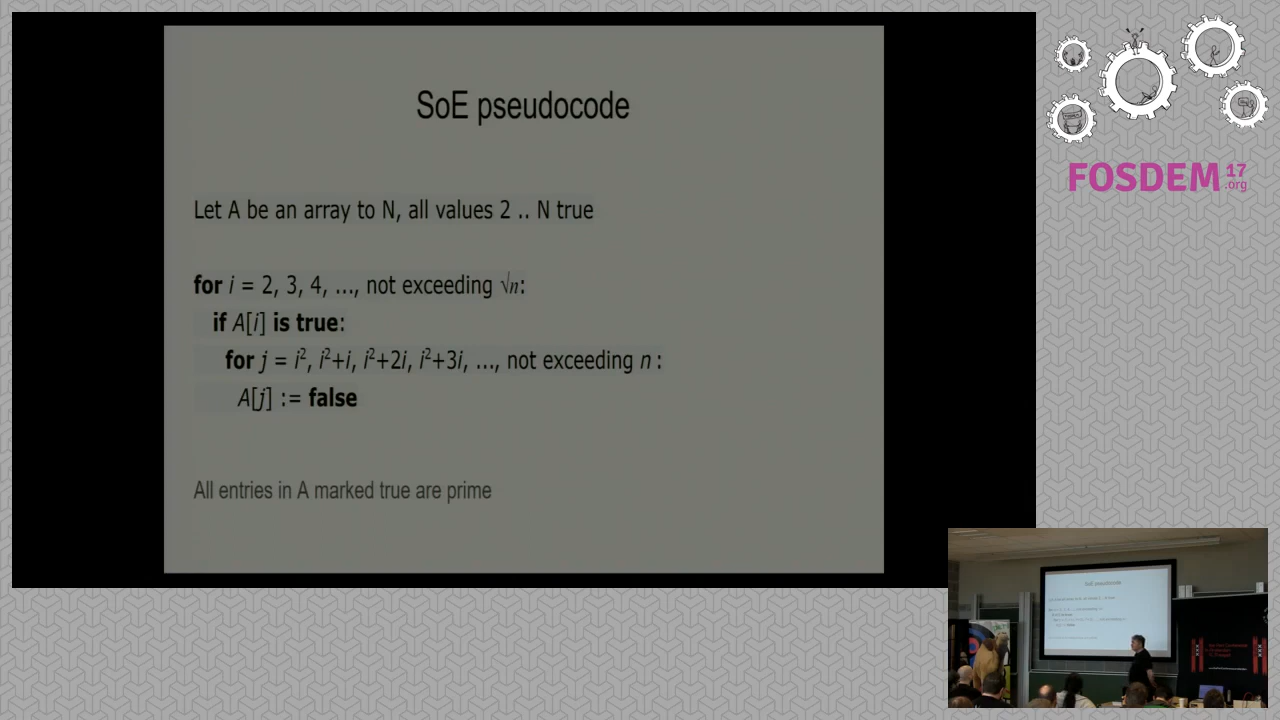 SoE pseudocode
Let A be an array to N, all values 2 .. N true
for i = 2, 3, 4, ..., not exceeding √n:
if A[i] is true:
for j = i², i²+i, i²+2i, i²+3i, ..., not exceeding n :
A[j] := false
All entries in A marked true are prime
FOSDEM 17
.org
SoE pseudocode